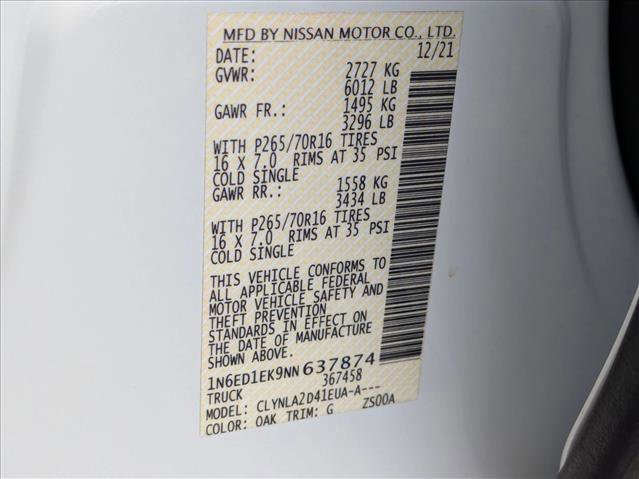 MFD BY NISSAN MOTOR CO., LTD.
DATE: 12/21
GVWR: 2727 KG
6012 LB
GAWR FR.: 1495 KG
3296 LB
WITH P265/70R16 TIRES
16 X 7.0 RIMS AT 35 PSI
COLD SINGLE
GAWR RR.: 1558 KG
3434 LB
WITH P265/70R16 TIRES
16 X 7.0 RIMS AT 35 PSI
COLD SINGLE
THIS VEHICLE CONFORMS TO
ALL APPLICABLE FEDERAL
MOTOR VEHICLE SAFETY AND
THEFT PREVENTION
STANDARDS IN EFFECT ON
THE DATE OF MANUFACTURE
SHOWN ABOVE.
1N6ED1EK9NN637874
TRUCK 367458
MODEL: CLYNLA2D41EUA-A---
COLOR: QAK TRIM: G ZS00A